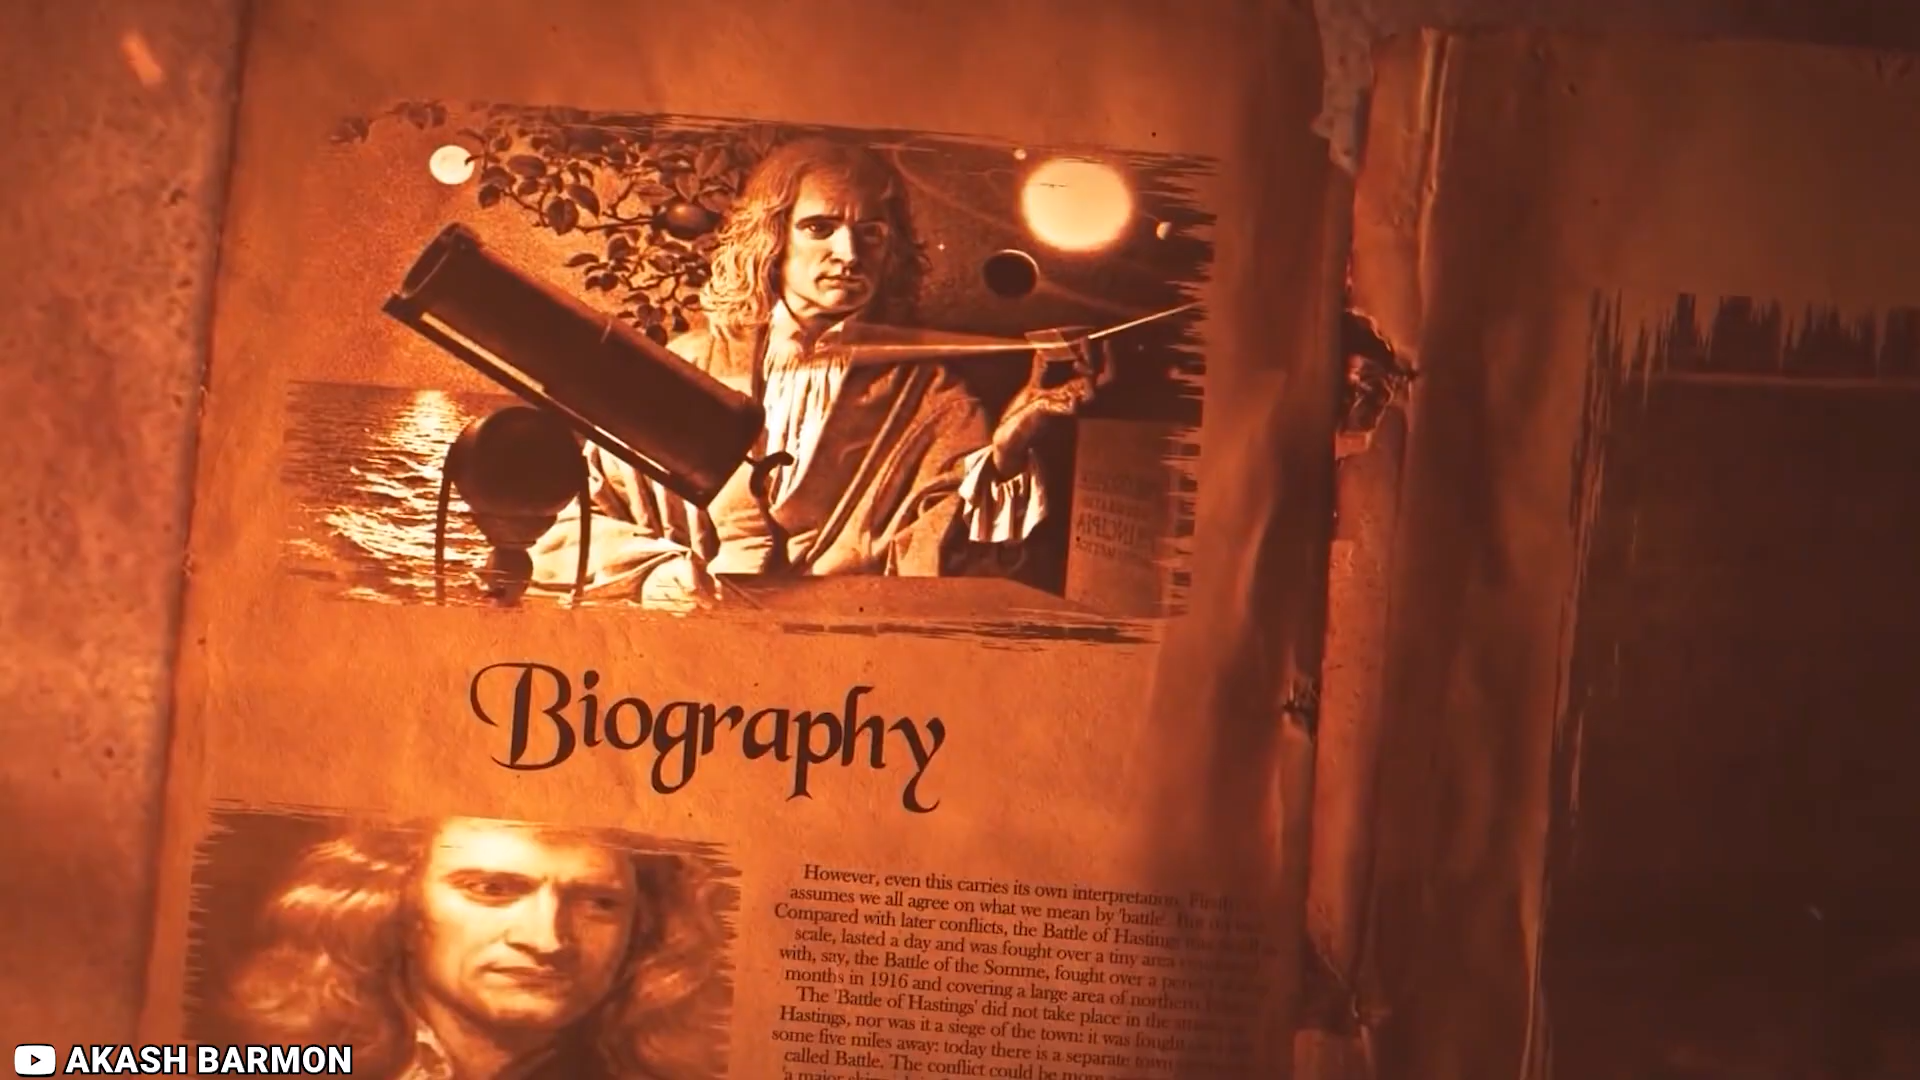 PRINCIPIA
Biography
However, even this carries its own interpretation.
assumes we all agree on what we mean by 'battle'.
Compared with later conflicts, the Battle of Hastings
scale, lasted a day and was fought over a tiny area
with, say, the Battle of the Somme, fought over a
months in 1916 and covering a large area of northern
The 'Battle of Hastings' did not take place in the
Hastings, nor was it a siege of the town: it was fought
some five miles away: today there is a separate town
called Battle. The conflict could be more
'a major
AKASH BARMON